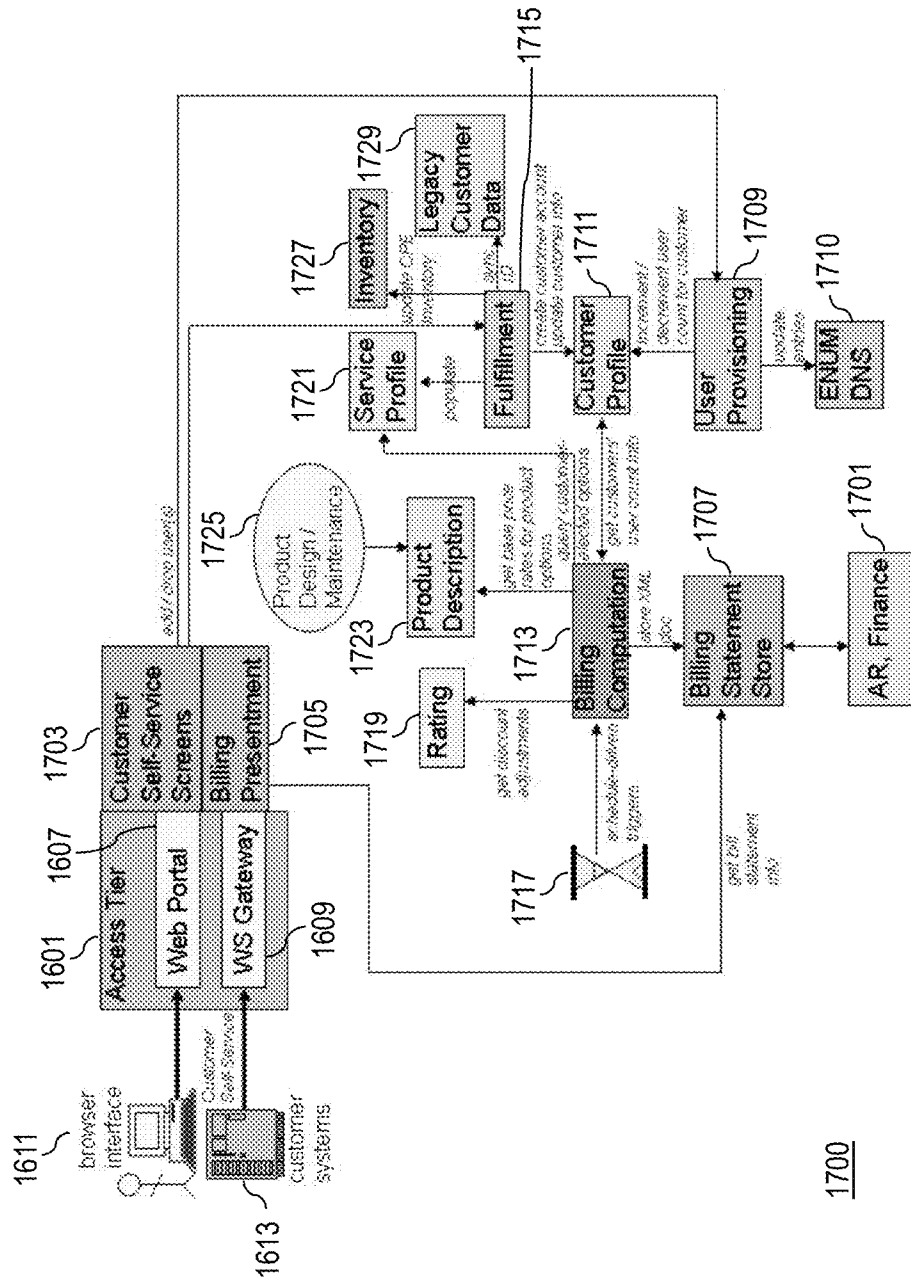 1611
browser
interface
1613
customer
systems
Customer
Self-Service
1601
Access Tier
1607
Web Portal
WS Gateway
1609
1703
Customer
Self-Service
Screens
Billing
Presentment
1705
add / drop users
get bill
statement
info
1717
schedule-driven
triggers
1719
Rating
get discount
adjustments
1725
Product
Design /
Maintenance
1723
Product
Description
get base price
rates for product
options
1713
Billing
Computation
query customer-
selected options
get customers'
user count info
store XML
doc
1707
Billing
Statement
Store
1701
AR, Finance
1721
Service
Profile
populate
1727
Inventory
update CPE
inventory
1729
Legacy
Customer
Data
sync
ID
1715
Fulfillment
create customer account
update customer info
1711
Customer
Profile
increment /
decrement user
count for customer
1709
User
Provisioning
update
entries
1710
ENUM
DNS
1700